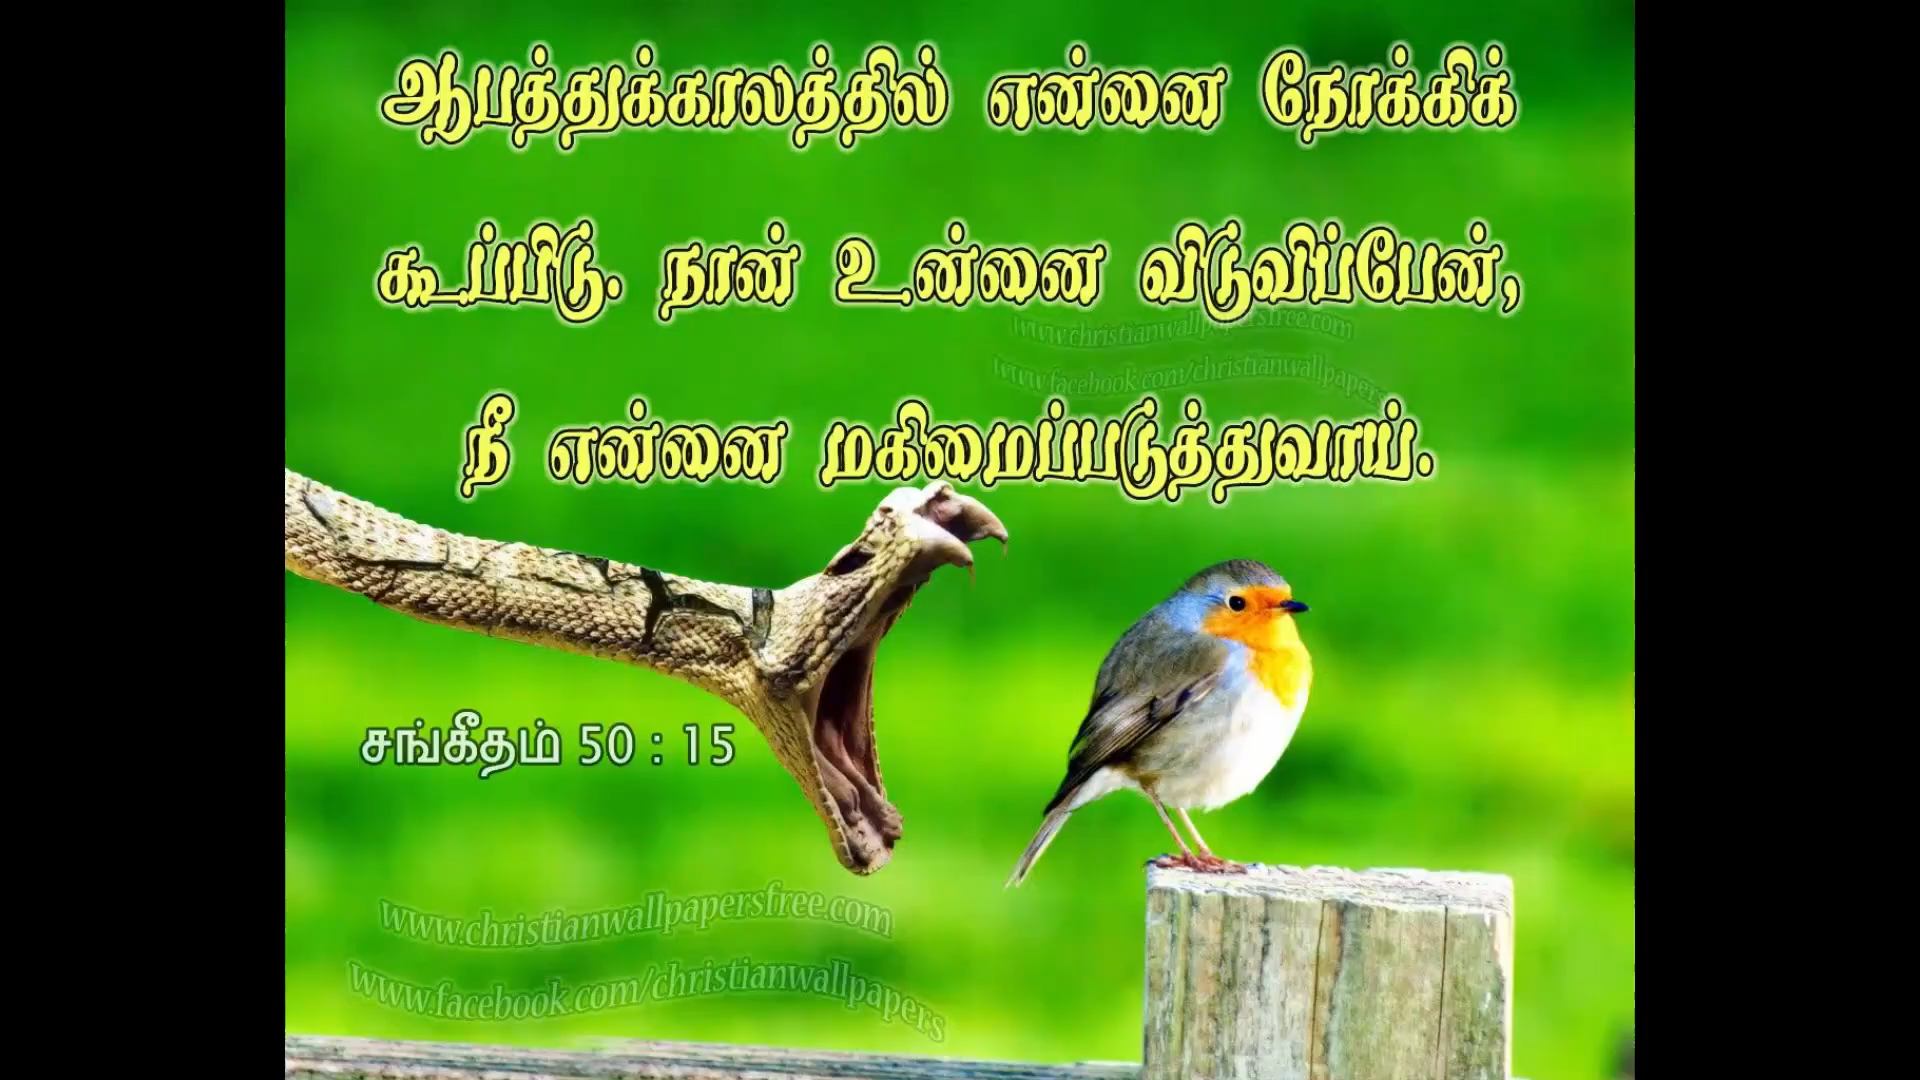 ஆபத்துக்காலத்தில் என்னை நோக்கிக்
கூப்பிடு. நான் உன்னை விடுவிப்பேன்,
www.christianwallpapersfree.com
www.facebook.com/christianwallpapers
நீ என்னை மகிமைப்படுத்துவாய்.
சங்கீதம் 50 : 15
www.christianwallpapersfree.com
www.facebook.com/christianwallpapers